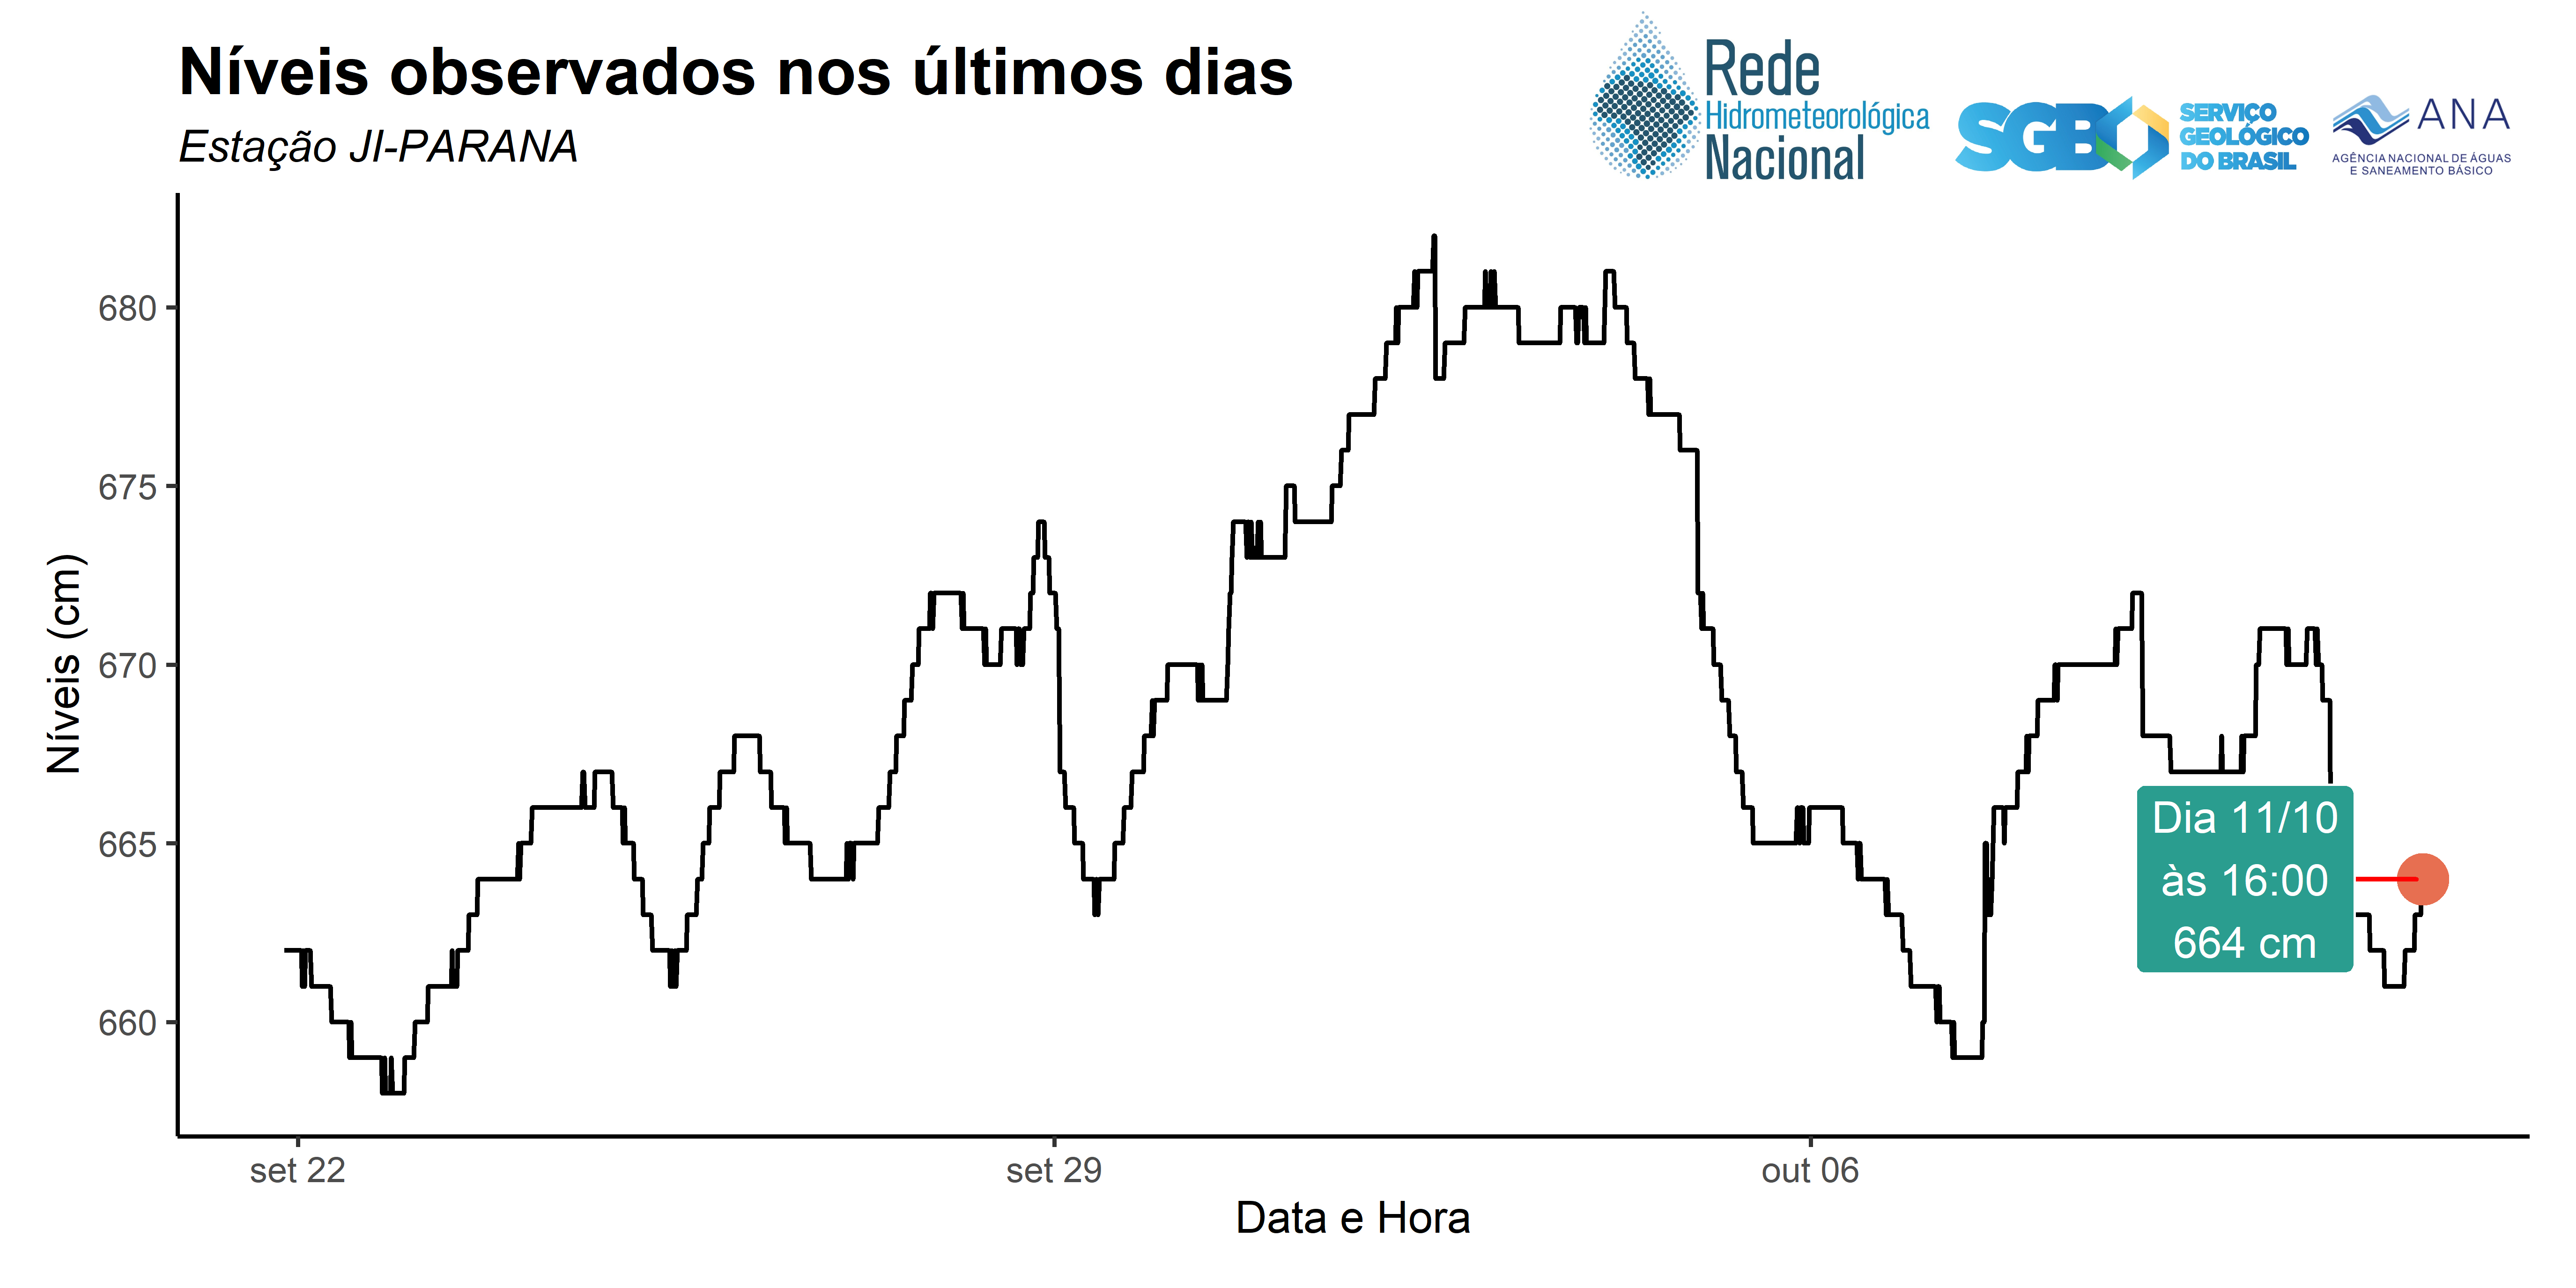 Níveis observados nos últimos dias
Estação JI-PARANA
Rede
Hidrometeorológica
Nacional
SGB
SERVIÇO
GEOLÓGICO
DO BRASIL
ANA
AGÊNCIA NACIONAL DE ÁGUAS
E SANEAMENTO BÁSICO
Níveis (cm)
680
675
670
665
660
Dia 11/10
às 16:00
664 cm
set 22
set 29
out 06
Data e Hora